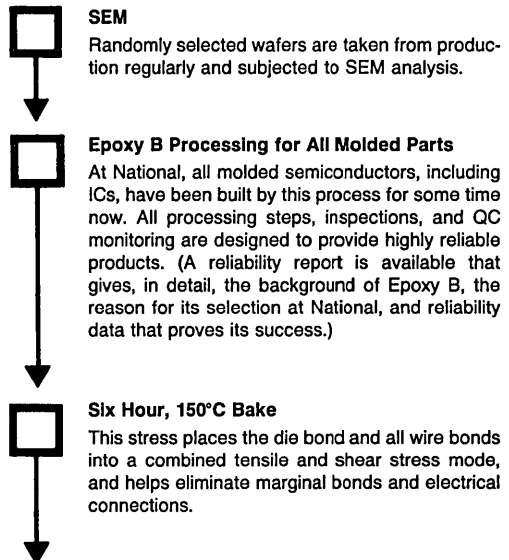 SEM
Randomly selected wafers are taken from produc-
tion regularly and subjected to SEM analysis.
Epoxy B Processing for All Molded Parts
At National, all molded semiconductors, including
ICs, have been built by this process for some time
now. All processing steps, inspections, and QC
monitoring are designed to provide highly reliable
products. (A reliability report is available that
gives, in detail, the background of Epoxy B, the
reason for its selection at National, and reliability
data that proves its success.)
Six Hour, 150°C Bake
This stress places the die bond and all wire bonds
into a combined tensile and shear stress mode,
and helps eliminate marginal bonds and electrical
connections.